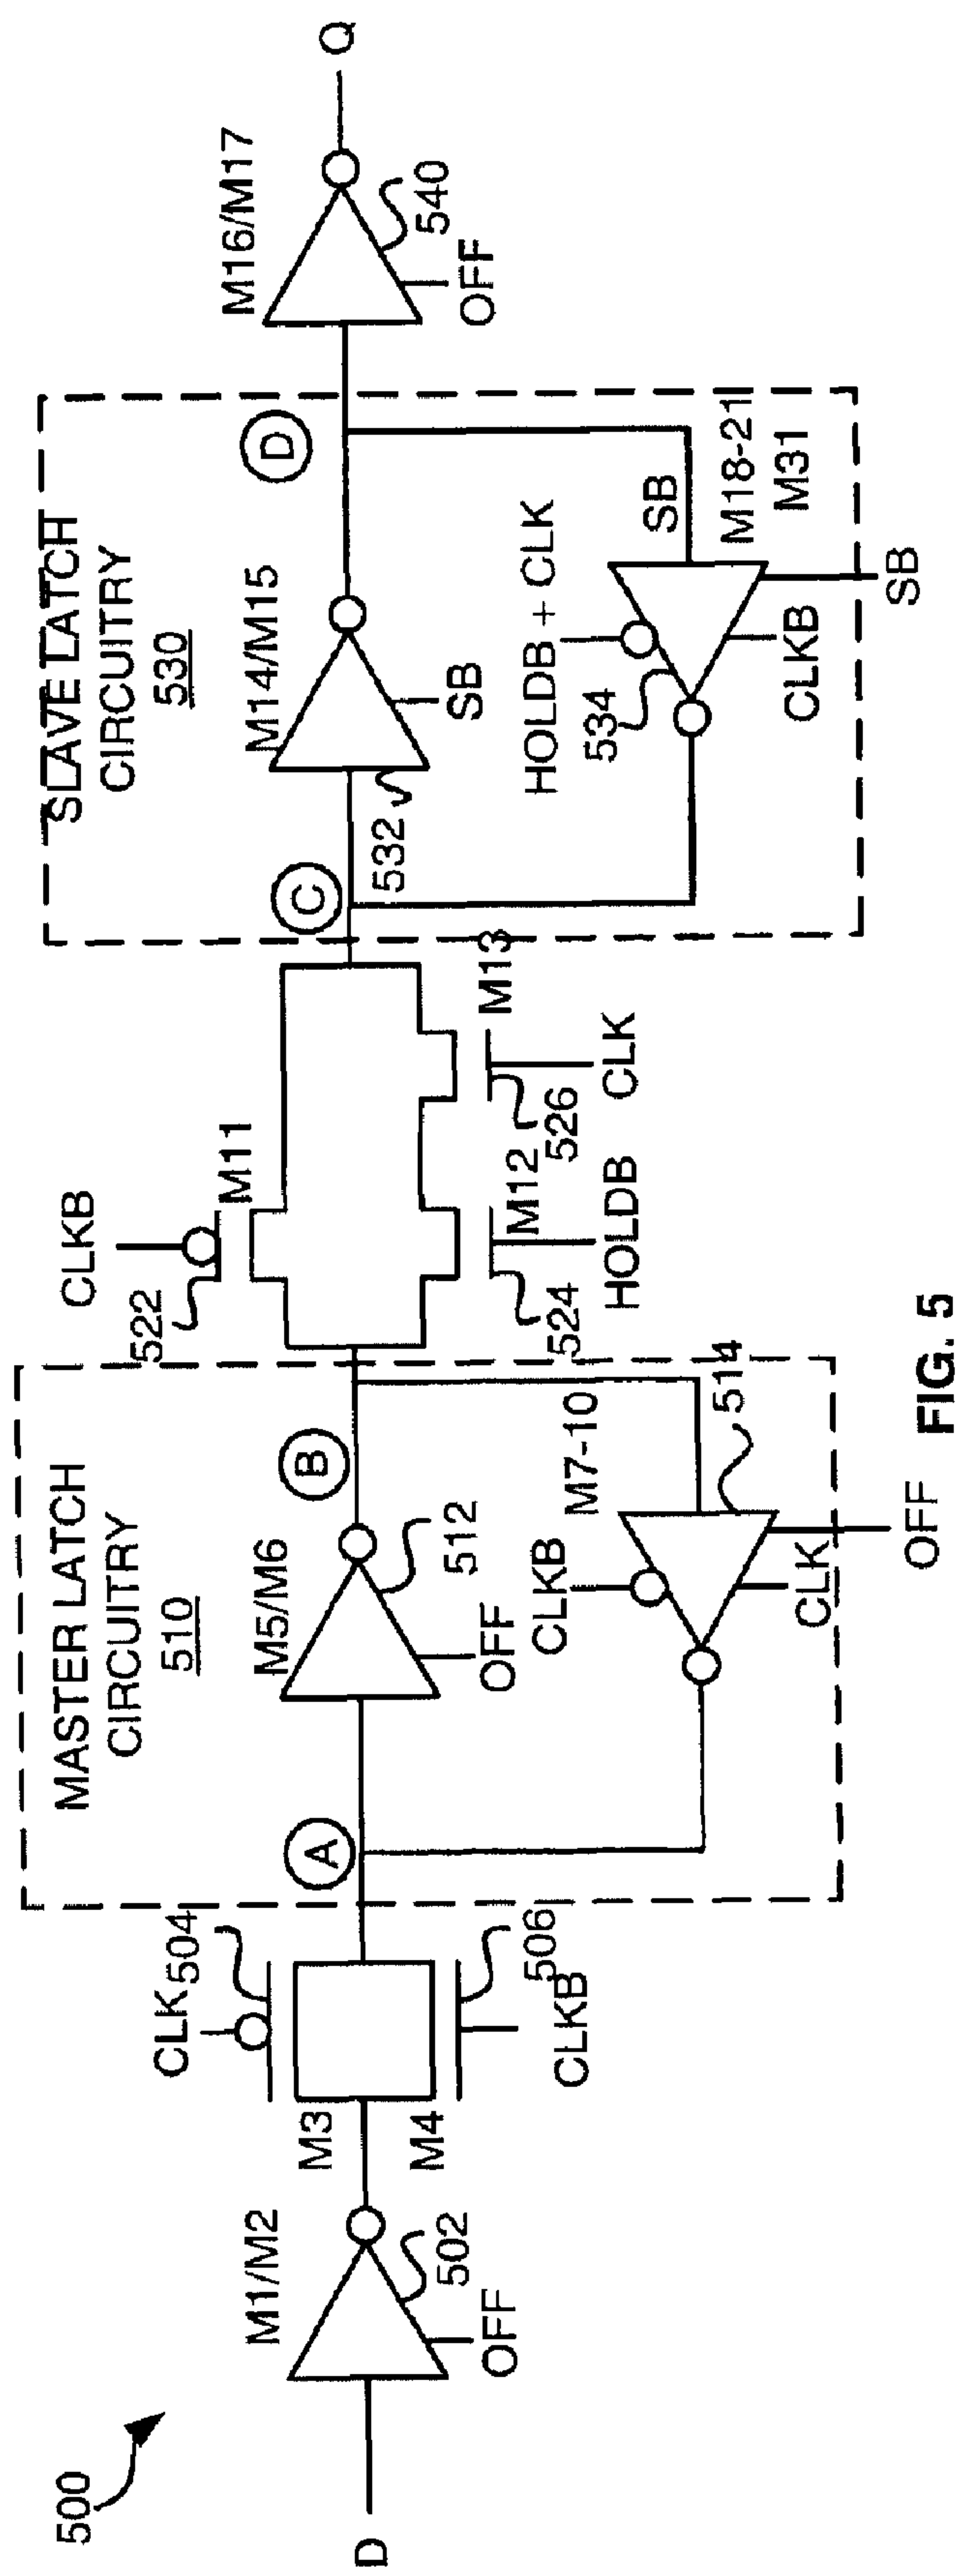 500
D
M1/M2
502
OFF
CLK
504
M3
M4
506
CLKB
MASTER LATCH
CIRCUITRY
510
A
M5/M6
512
OFF
B
CLKB
M7-10
514
CLK
OFF
CLKB
522
M11
524
M12
HOLDB
526
M13
CLK
SLAVE LATCH
CIRCUITRY
530
C
532
M14/M15
SB
D
HOLDB + CLK
534
SB
M18-21
M31
CLKB
SB
M16/M17
540
OFF
Q
FIG. 5